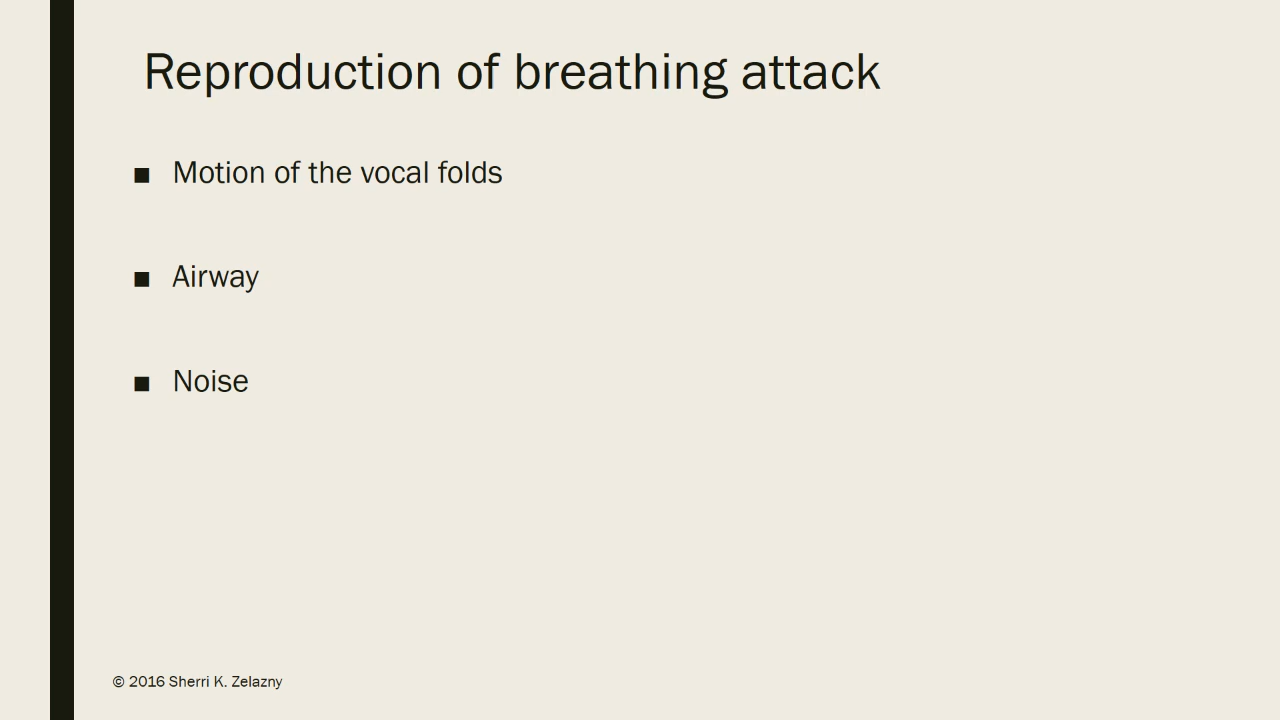 Reproduction of breathing attack
■ Motion of the vocal folds
■ Airway
■ Noise
© 2016 Sherri K. Zelazny